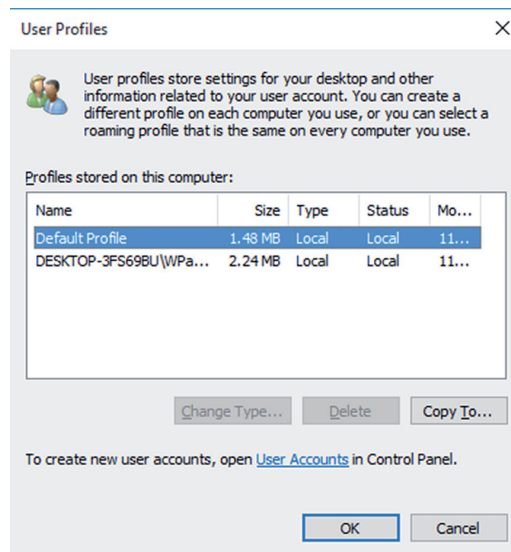 User Profiles
User profiles store settings for your desktop and other
information related to your user account. You can create a
different profile on each computer you use, or you can select a
roaming profile that is the same on every computer you use.
Profiles stored on this computer:
Name Size Type Status Mo...
Default Profile 1.48 MB Local Local 11...
DESKTOP-3FS69BU\WPa... 2.24 MB Local Local 11...
Change Type... Delete Copy To...
To create new user accounts, open User Accounts in Control Panel.
OK Cancel